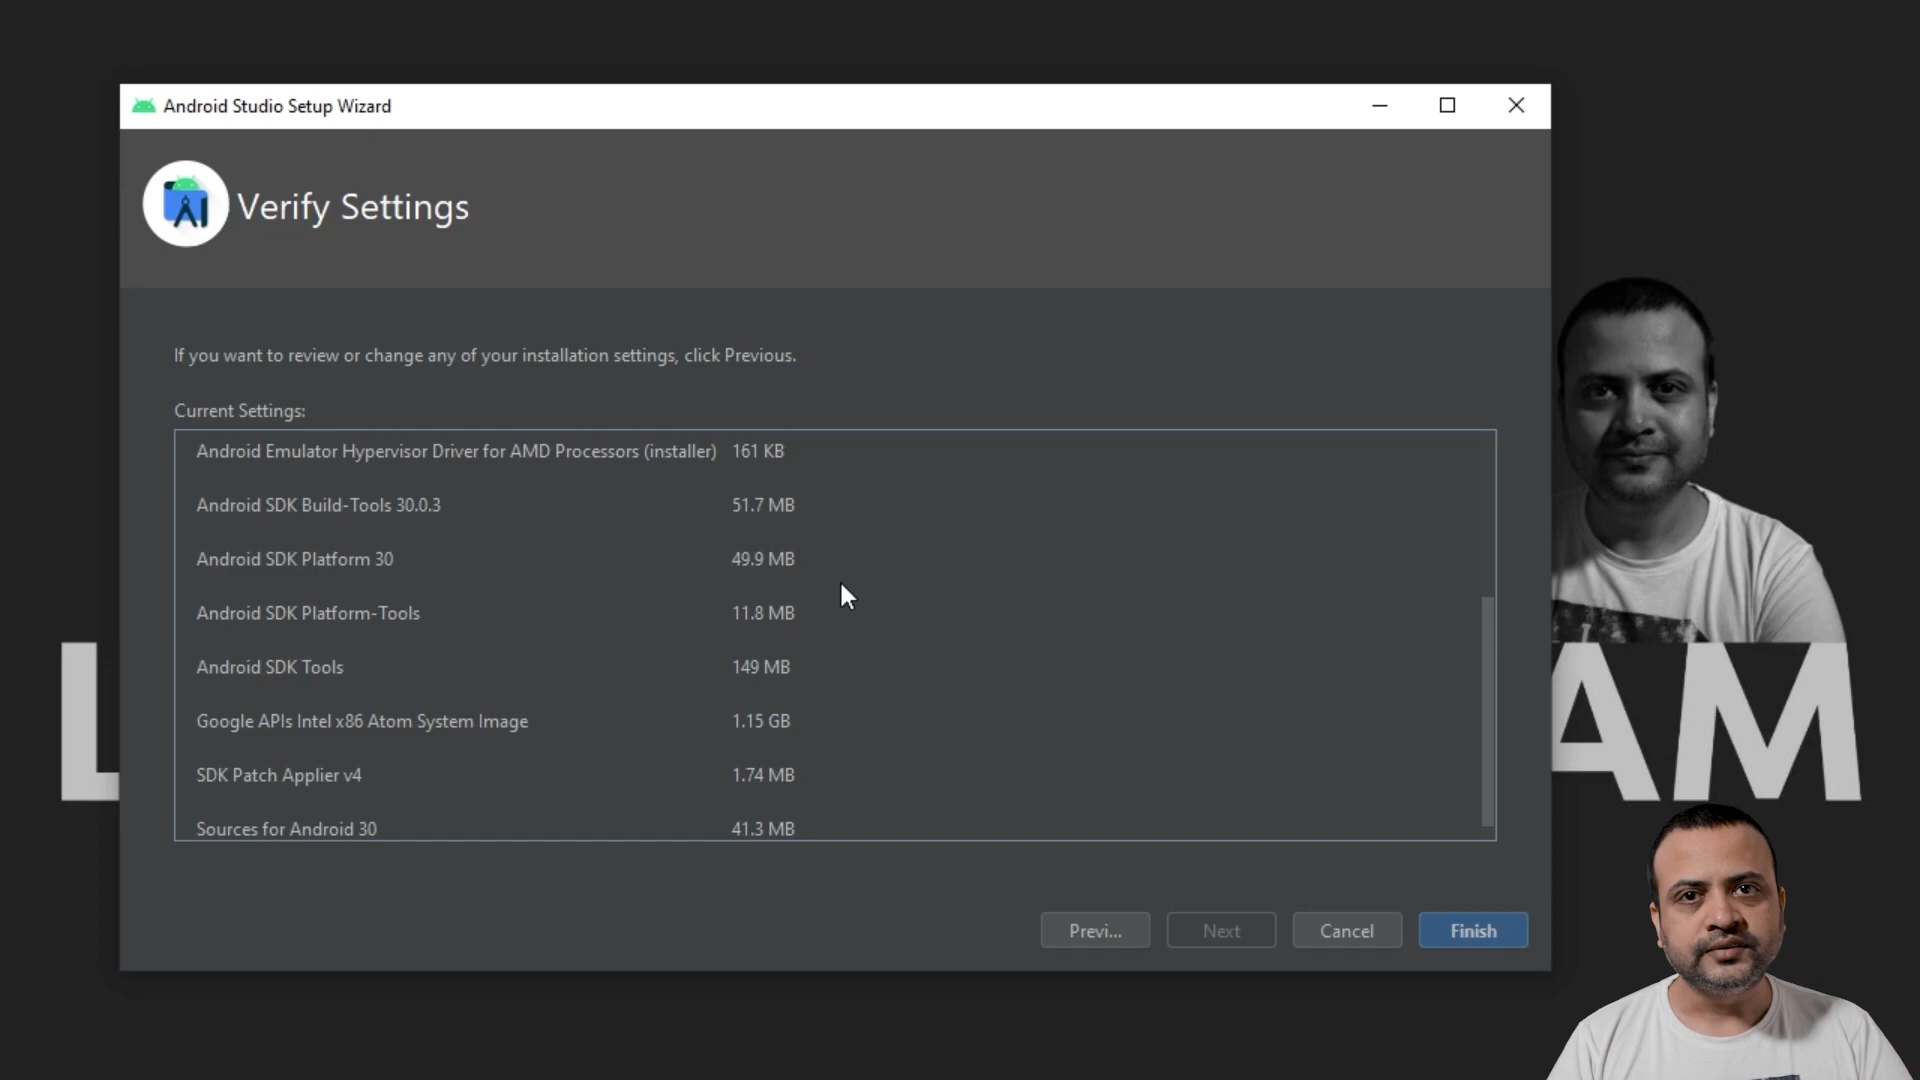 Android Studio Setup Wizard
Verify Settings
If you want to review or change any of your installation settings, click Previous.
Current Settings:
Android Emulator Hypervisor Driver for AMD Processors (installer) 161 KB
Android SDK Build-Tools 30.0.3 51.7 MB
Android SDK Platform 30 49.9 MB
Android SDK Platform-Tools 11.8 MB
Android SDK Tools 149 MB
Google APIs Intel x86 Atom System Image 1.15 GB
SDK Patch Applier v4 1.74 MB
Sources for Android 30 41.3 MB
Previ... Next Cancel Finish
L AM